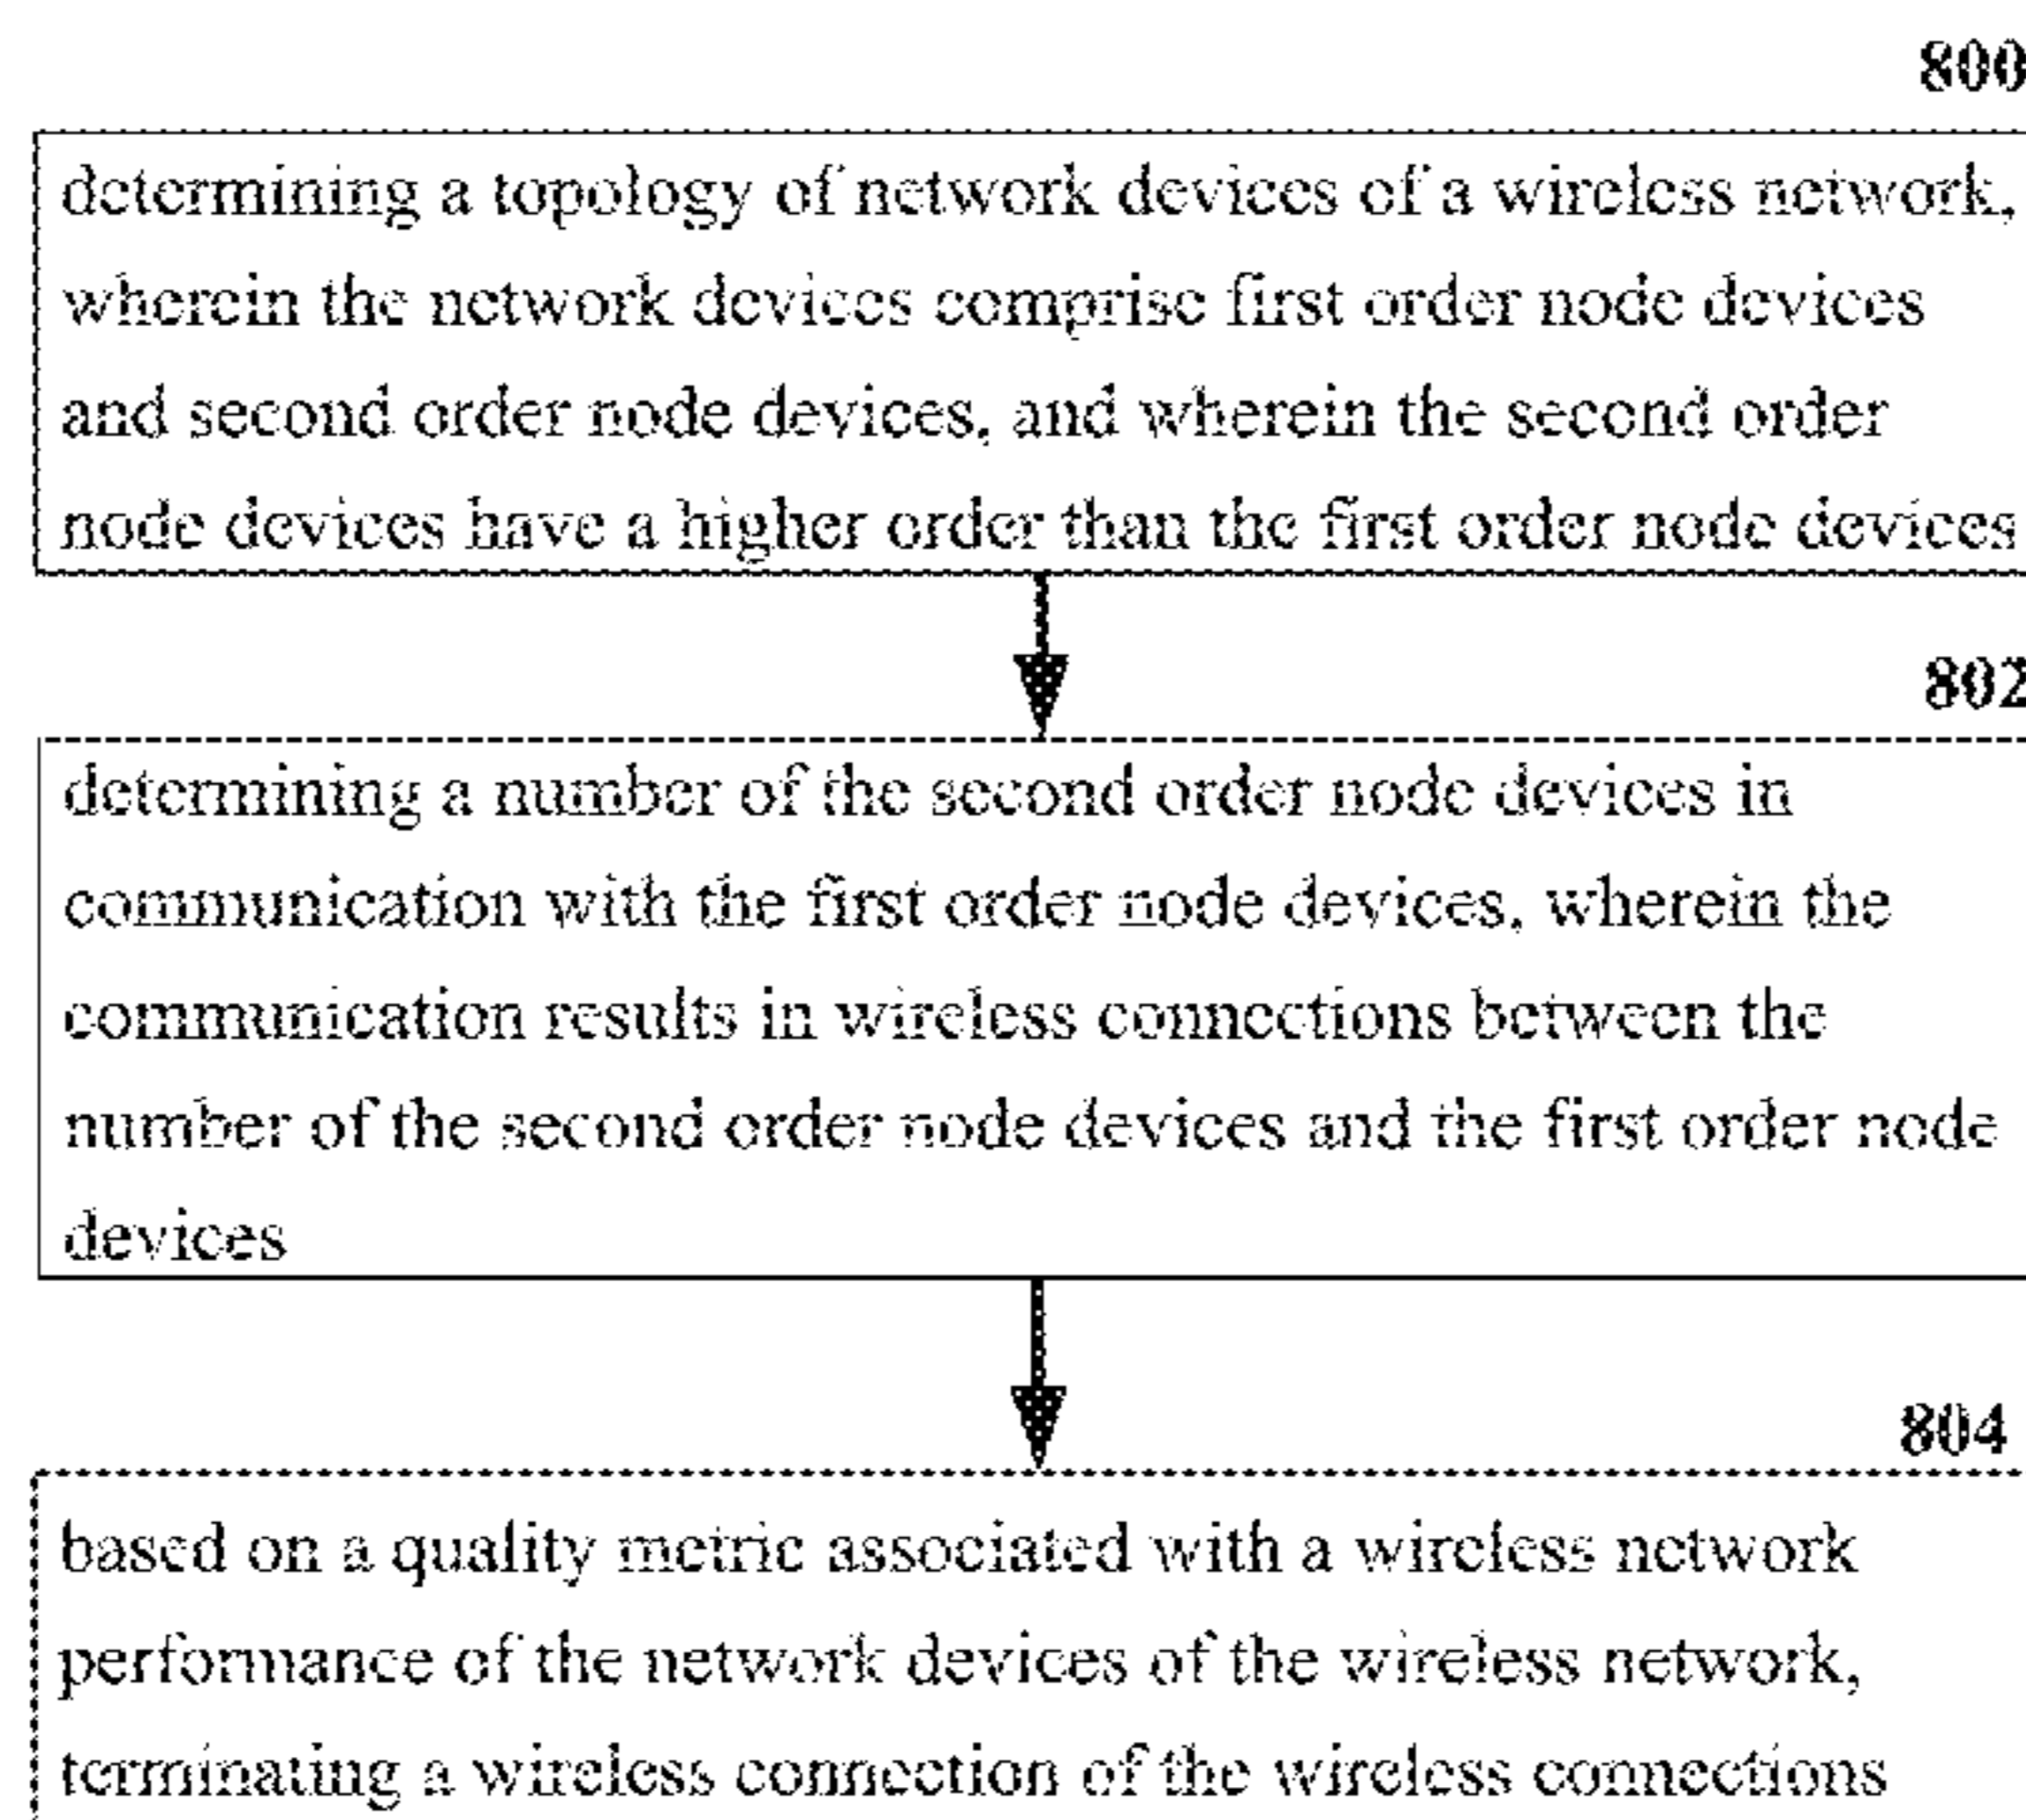 800
determining a topology of network devices of a wireless network,
wherein the network devices comprise first order node devices
and second order node devices, and wherein the second order
node devices have a higher order than the first order node devices
802
determining a number of the second order node devices in
communication with the first order node devices, wherein the
communication results in wireless connections between the
number of the second order node devices and the first order node
devices
804
based on a quality metric associated with a wireless network
performance of the network devices of the wireless network,
terminating a wireless connection of the wireless connections